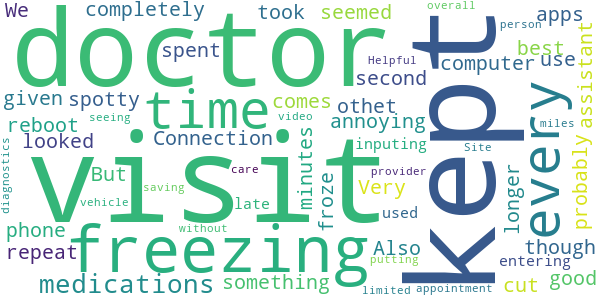 We
completely
doctor
took
seemed
overall
person
apps
kept
spent
best
assistant
computer
use
second
Helpful
given
spotty
seeing
time
comes
othet
every
reboot
looked
Connection
annoying
video
inputing
minutes
froze
Site
miles
probably
diagnostics
visit
But
saving
care
provider
Very
longer
vehicle
late
used
without
phone
freezing
Also
though
repeat
putting
entering
medications
something
limited
appointment
cut
good